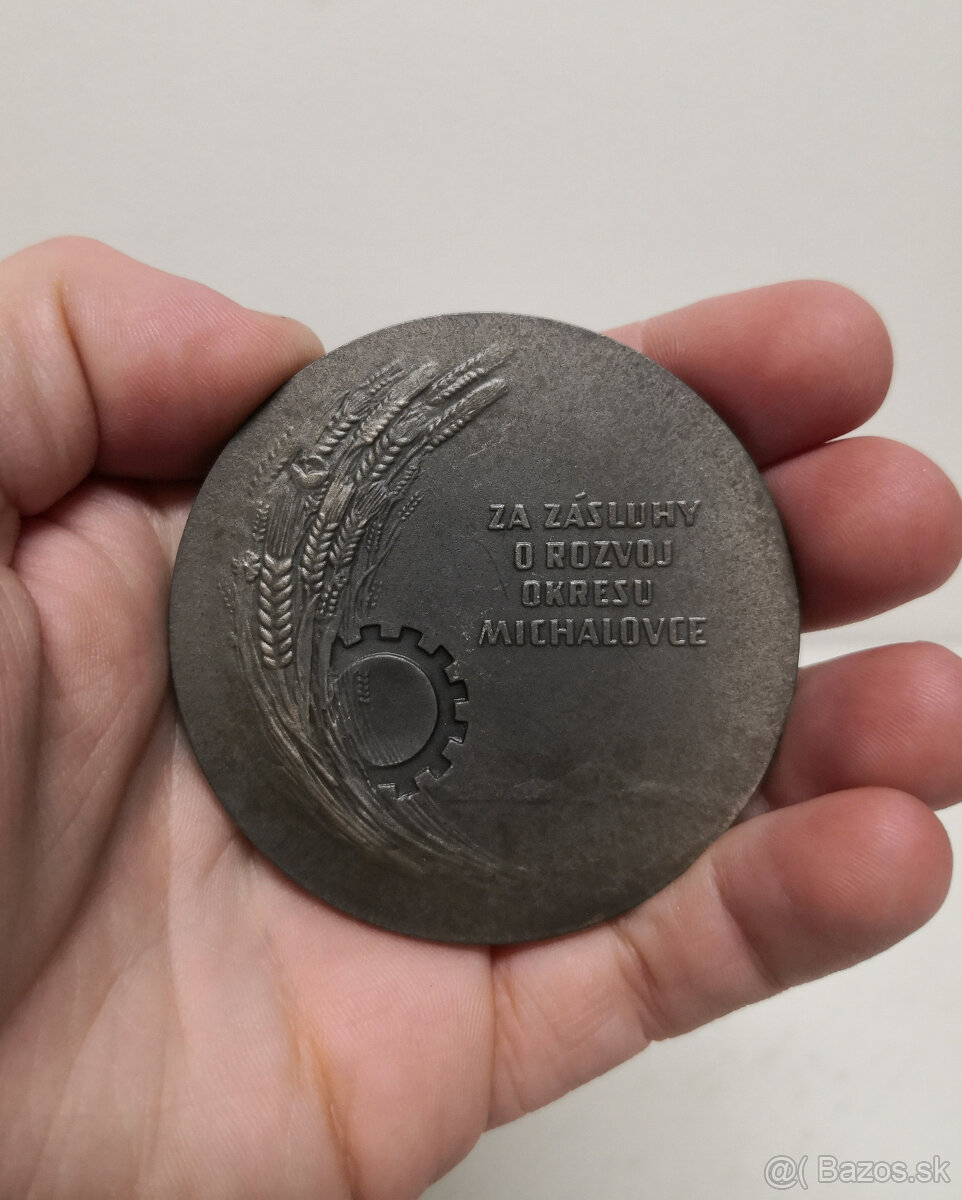 ZA ZÁSLUHY
O ROZVOJ
OKRESU
MICHALOVCE
@( Bazos.sk